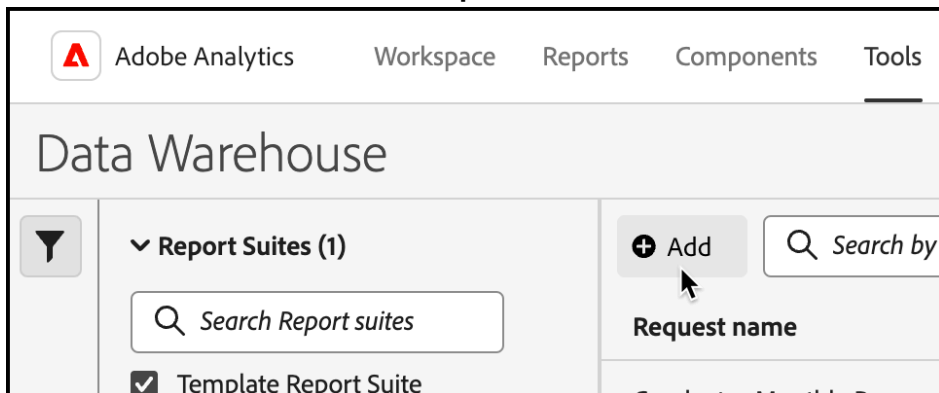 Adobe Analytics Workspace Reports Components Tools
Data Warehouse
Report Suites (1)
Add
Search by
Search Report suites
Request name
Template Report Suite